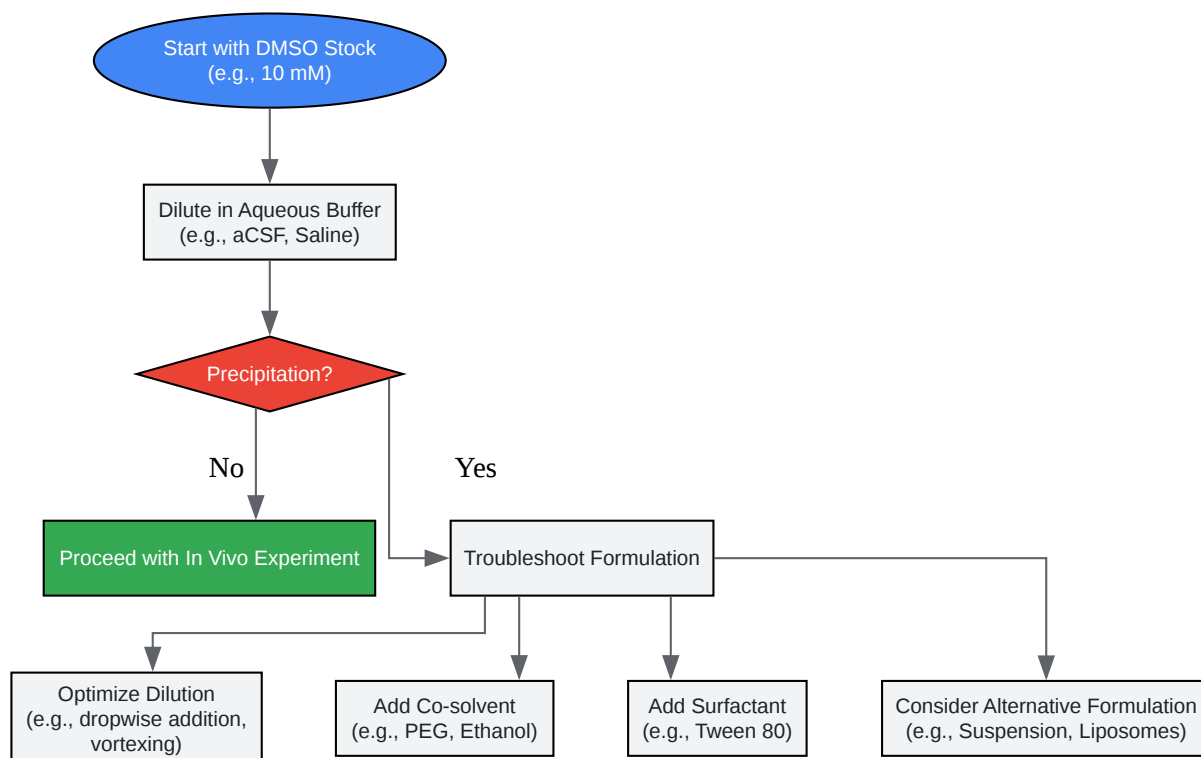 Start with DMSO Stock
(e.g., 10 mM)
Dilute in Aqueous Buffer
(e.g., aCSF, Saline)
Precipitation?
No
Yes
Proceed with In Vivo Experiment
Troubleshoot Formulation
Optimize Dilution
(e.g., dropwise addition,
vortexing)
Add Co-solvent
(e.g., PEG, Ethanol)
Add Surfactant
(e.g., Tween 80)
Consider Alternative Formulation
(e.g., Suspension, Liposomes)